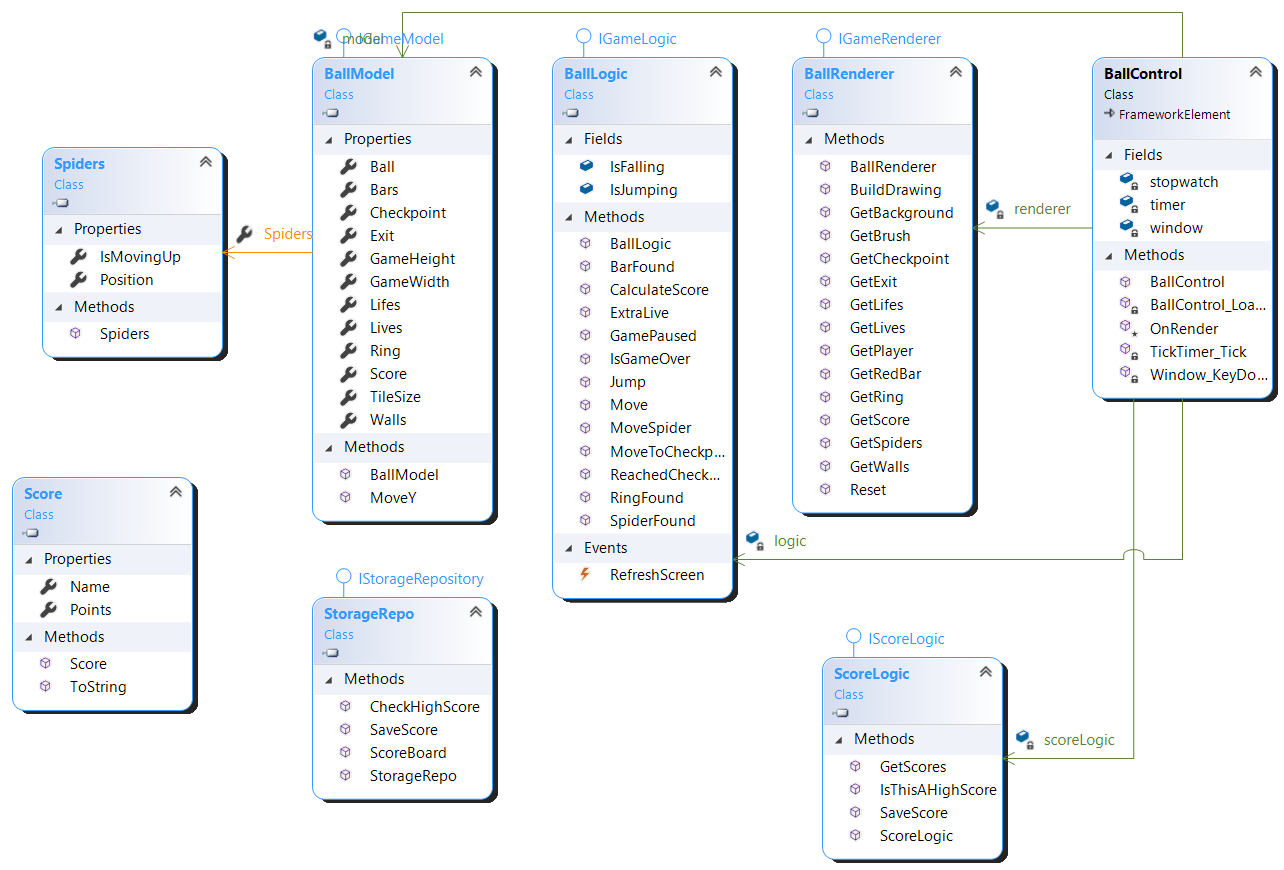 model
IGameModel
BallModel
Class
Properties
Ball
Bars
Checkpoint
Exit
GameHeight
GameWidth
Lifes
Lives
Ring
Score
TileSize
Walls
Methods
BallModel
MoveY
IGameLogic
BallLogic
Class
Fields
IsFalling
IsJumping
Methods
BallLogic
BarFound
CalculateScore
ExtraLive
GamePaused
IsGameOver
Jump
Move
MoveSpider
MoveToCheckp...
ReachedCheck...
RingFound
SpiderFound
Events
RefreshScreen
IGameRenderer
BallRenderer
Class
Methods
BallRenderer
BuildDrawing
GetBackground
GetBrush
GetCheckpoint
GetExit
GetLifes
GetLives
GetPlayer
GetRedBar
GetRing
GetScore
GetSpiders
GetWalls
Reset
BallControl
Class
FrameworkElement
Fields
stopwatch
timer
window
Methods
BallControl
BallControl_Loa...
OnRender
TickTimer_Tick
Window_KeyDo...
renderer
logic
scoreLogic
Spiders
Class
Properties
IsMovingUp
Position
Methods
Spiders
Spiders
Score
Class
Properties
Name
Points
Methods
Score
ToString
IStorageRepository
StorageRepo
Class
Methods
CheckHighScore
SaveScore
ScoreBoard
StorageRepo
IScoreLogic
ScoreLogic
Class
Methods
GetScores
IsThisAHighScore
SaveScore
ScoreLogic